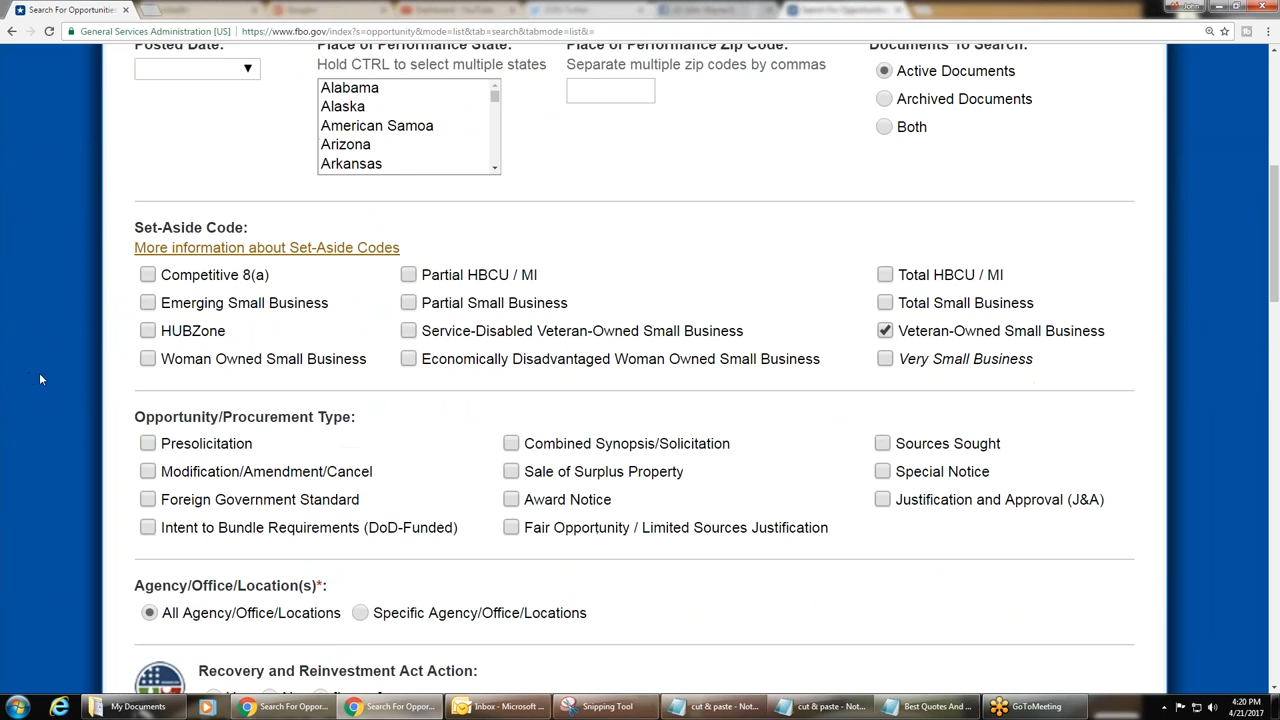 Search For Opportunities
John
General Services Administration [US]
https://www.fbo.gov/index?s=opportunity&mode=list&tab=search&tabmode=list&=
Posted Date:
Place of Performance State:
Place of Performance Zip Code:
Documents To Search:
Hold CTRL to select multiple states
Separate multiple zip codes by commas
Active Documents
Alabama
Alaska
Archived Documents
American Samoa
Both
Arizona
Arkansas
Set-Aside Code:
More information about Set-Aside Codes
Competitive 8(a)
Partial HBCU / MI
Total HBCU / MI
Emerging Small Business
Partial Small Business
Total Small Business
HUBZone
Service-Disabled Veteran-Owned Small Business
Veteran-Owned Small Business
Woman Owned Small Business
Economically Disadvantaged Woman Owned Small Business
Very Small Business
Opportunity/Procurement Type:
Presolicitation
Combined Synopsis/Solicitation
Sources Sought
Modification/Amendment/Cancel
Sale of Surplus Property
Special Notice
Foreign Government Standard
Award Notice
Justification and Approval (J&A)
Intent to Bundle Requirements (DoD-Funded)
Fair Opportunity / Limited Sources Justification
Agency/Office/Location(s)*:
All Agency/Office/Locations
Specific Agency/Office/Locations
Recovery and Reinvestment Act Action:
My Documents
Search For Oppor...
Search For Oppor...
Inbox - Microsoft ...
Snipping Tool
cut & paste - Not...
cut & paste - Not...
Best Quotes And ...
GoToMeeting
4:20 PM
4/21/2017